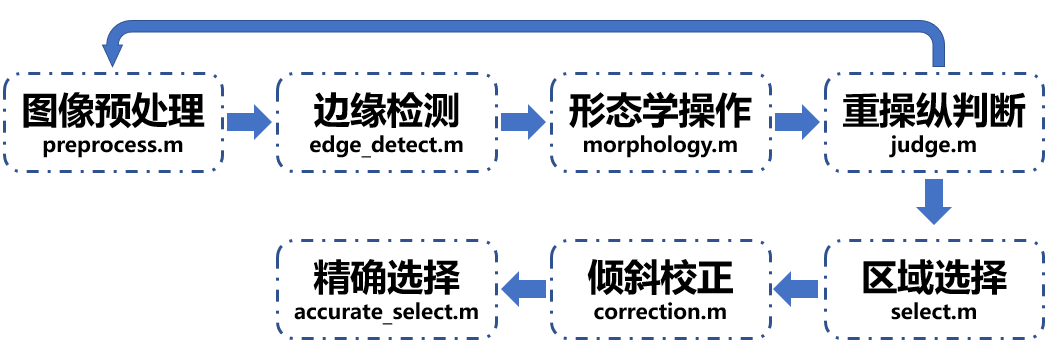 图像预处理
preprocess.m
边缘检测
edge_detect.m
形态学操作
morphology.m
重操纵判断
judge.m
精确选择
accurate_select.m
倾斜校正
correction.m
区域选择
select.m